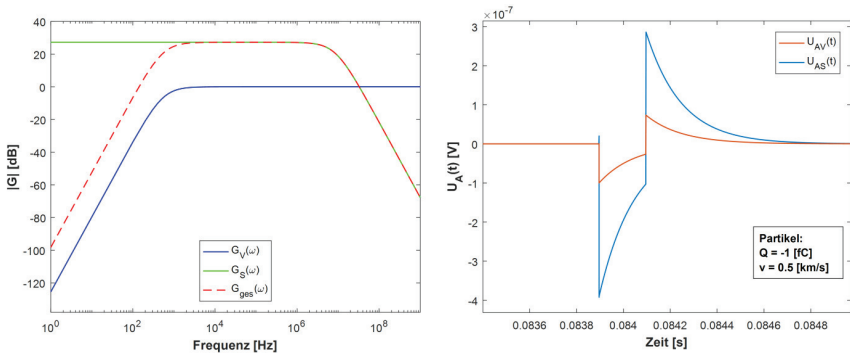 40
20
0
-20
-40
-60
-80
-100
-120
|G| [dB]
10^0
10^2
10^4
10^6
10^8
Frequenz [Hz]
G_V(ω)
G_S(ω)
G_ges(ω)
×10^-7
3
2
1
0
-1
-2
-3
-4
U_A(t) [V]
0.0836
0.0838
0.084
0.0842
0.0844
0.0846
0.0848
Zeit [s]
U_AV(t)
U_AS(t)
Partikel:
Q = -1 [fC]
v = 0.5 [km/s]